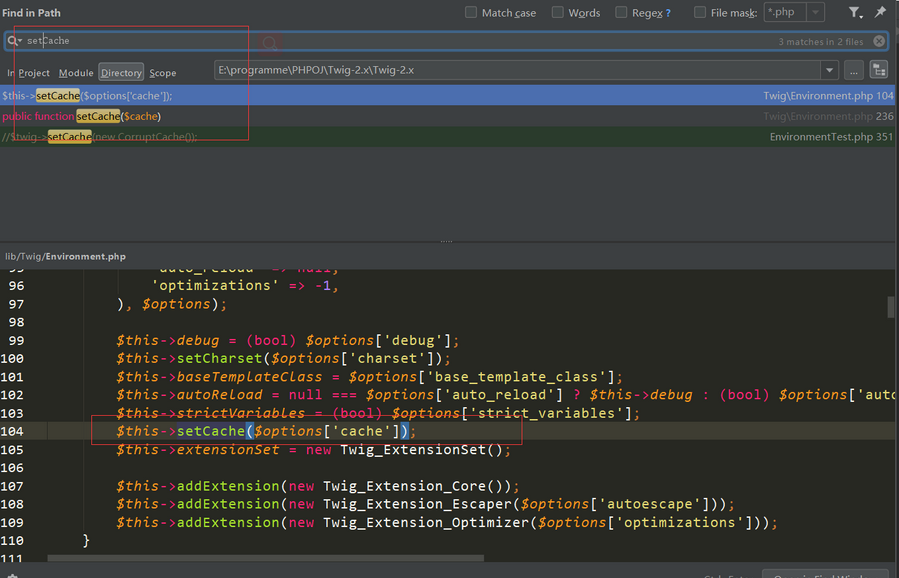 Find in Path
Match case
Words
Regex ?
File mask:
*.php
setCache
3 matches in 2 files
In Project Module Directory Scope
E:\programme\PHPOJ\Twig-2.x\Twig-2.x
...
$this->setCache($options['cache']); Twig\Environment.php 104
public function setCache($cache) Twig\Environment.php 236
//$twig->setCache(new CorruptCache()); EnvironmentTest.php 351
lib/Twig/Environment.php
95 'auto_reload' => null,
96 'optimizations' => -1,
97 ), $options);
98
99 $this->debug = (bool) $options['debug'];
100 $this->setCharset($options['charset']);
101 $this->baseTemplateClass = $options['base_template_class'];
102 $this->autoReload = null === $options['auto_reload'] ? $this->debug : (bool) $options['auto
103 $this->strictVariables = (bool) $options['strict_variables'];
104 $this->setCache($options['cache']);
105 $this->extensionSet = new Twig_ExtensionSet();
106
107 $this->addExtension(new Twig_Extension_Core());
108 $this->addExtension(new Twig_Extension_Escaper($options['autoescape']));
109 $this->addExtension(new Twig_Extension_Optimizer($options['optimizations']));
110 }
111